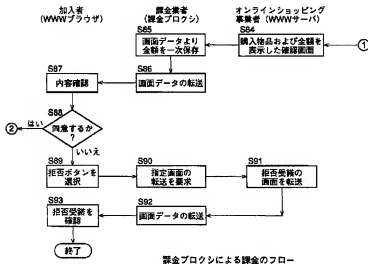 加入者
(WWWブラウザ)
課金業者
(課金プロクシ)
オンラインショッピング
事業者(WWWサーバ)
S84
購入物品および金額を
表示した確認画面
1
S85
画面データより
金額を一次保存
S86
画面データの転送
S87
内容確認
S88
同意するか
?
はい
2
いいえ
S89
拒否ボタンを
選択
S90
指定画面の
転送を要求
S91
拒否受諾の
画面を転送
S92
画面データの転送
S93
拒否受諾
を確認
終了
課金プロクシによる課金のフロー